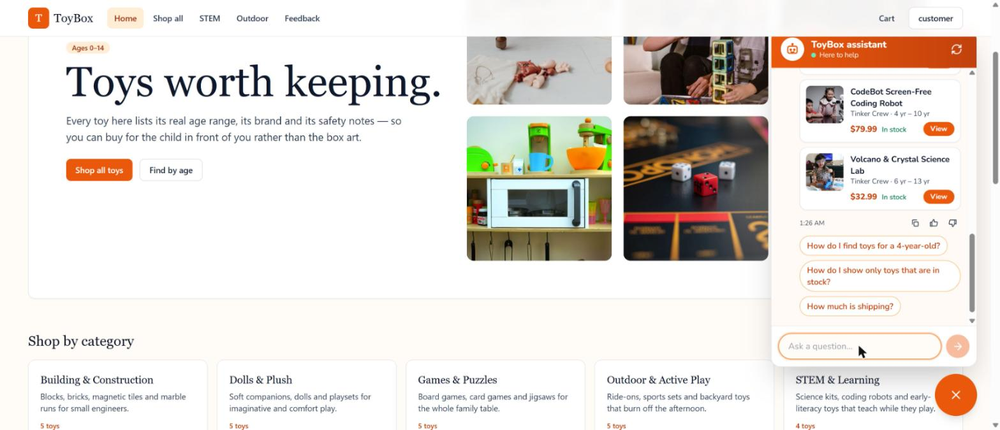 T ToyBox Home Shop all STEM Outdoor Feedback Cart customer
Ages 0–14
Toys worth keeping.
Every toy here lists its real age range, its brand and its safety notes — so
you can buy for the child in front of you rather than the box art.
Shop all toys Find by age
ToyBox assistant
Here to help
CodeBot Screen-Free
Coding Robot
Tinker Crew · 4 yr – 10 yr
$79.99 In stock View
Volcano & Crystal Science
Lab
Tinker Crew · 6 yr – 13 yr
$32.99 In stock View
1:26 AM
How do I find toys for a 4-year-old?
How do I show only toys that are in
stock?
How much is shipping?
Ask a question...
Shop by category
Building & Construction
Blocks, bricks, magnetic tiles and marble
runs for small engineers.
5 toys
Dolls & Plush
Soft companions, dolls and playsets for
imaginative and comfort play.
5 toys
Games & Puzzles
Board games, card games and jigsaws for
the whole family table.
5 toys
Outdoor & Active Play
Ride-ons, sports sets and backyard toys
that burn off the afternoon.
5 toys
STEM & Learning
Science kits, coding robots and early-
literacy toys that teach while they play.
4 toys